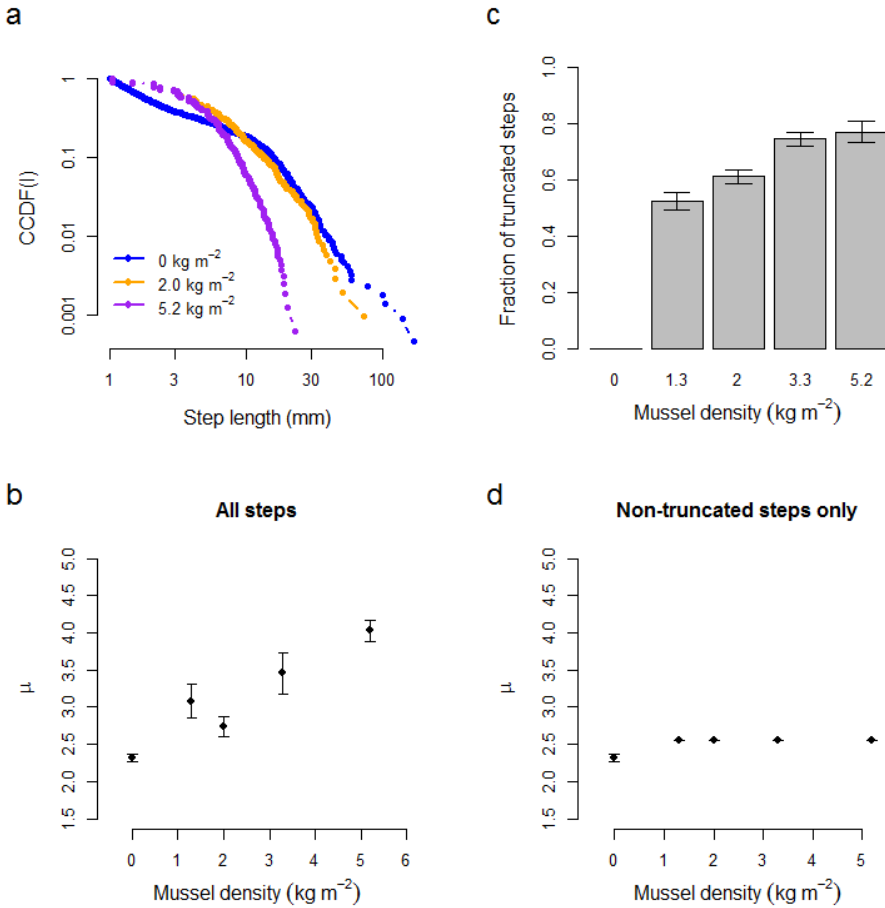 a
1
0.1
0.01
0.001
CCDF(l)
0 kg m−2
2.0 kg m−2
5.2 kg m−2
1 3 10 30 100
Step length (mm)
c
1.0
0.8
0.6
0.4
0.2
0.0
Fraction of truncated steps
0 1.3 2 3.3 5.2
Mussel density (kg m−2)
b
All steps
5.0
4.5
4.0
3.5
3.0
2.5
2.0
1.5
μ
0 1 2 3 4 5 6
Mussel density (kg m−2)
d
Non-truncated steps only
5.0
4.5
4.0
3.5
3.0
2.5
2.0
1.5
μ
0 1 2 3 4 5
Mussel density (kg m−2)